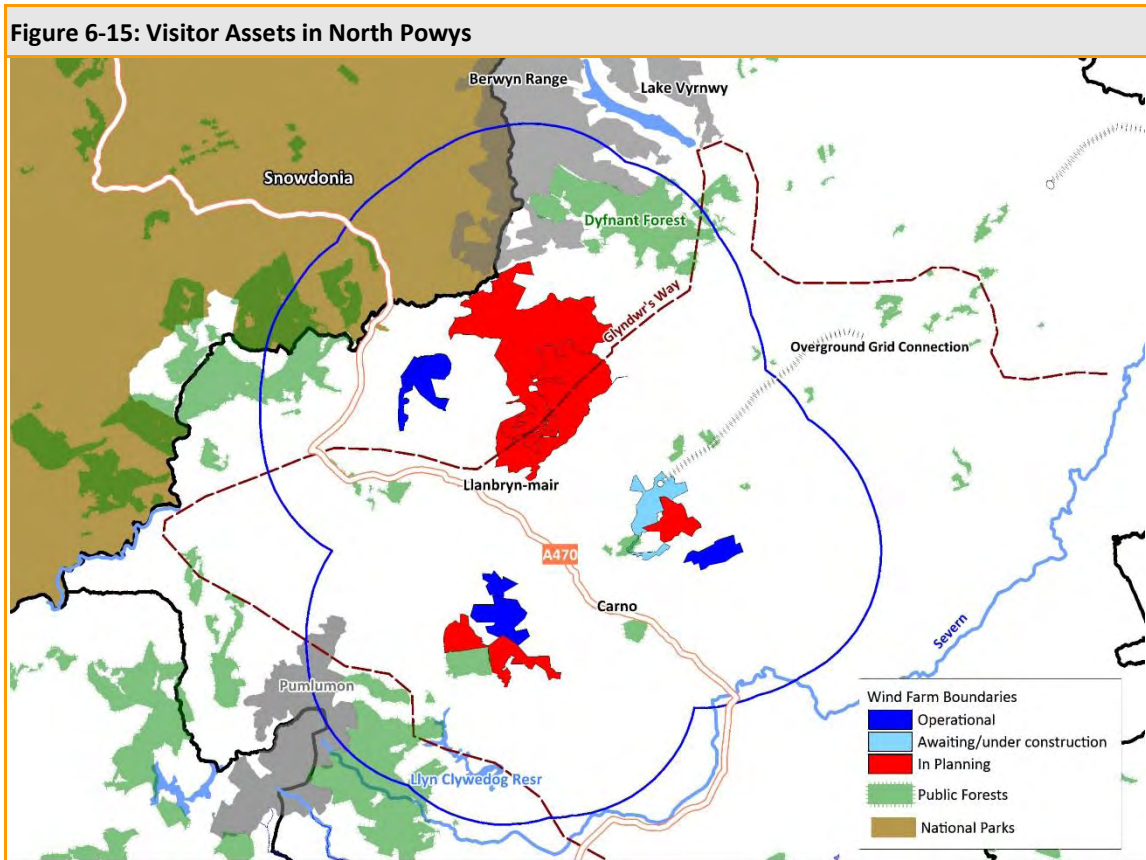 Figure 6-15: Visitor Assets in North Powys
Berwyn Range
Lake Vyrnwy
Snowdonia
Dyfnant Forest
Glyndwr's Way
Overground Grid Connection
Llanbryn-mair
A470
Carno
Severn
Pumlumon
Llyn Clywedog Resr
Wind Farm Boundaries
Operational
Awaiting/under construction
In Planning
Public Forests
National Parks